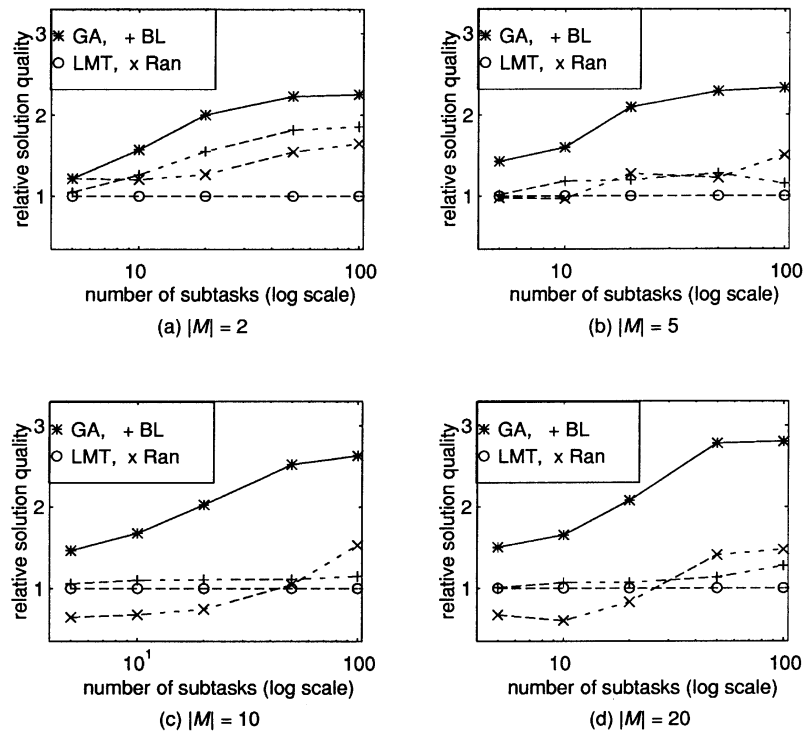 relative solution quality
3
2
1
✳ GA, + BL
○ LMT, × Ran
10
100
number of subtasks (log scale)
(a) |M| = 2
relative solution quality
3
2
1
✳ GA, + BL
○ LMT, × Ran
10
100
number of subtasks (log scale)
(b) |M| = 5
relative solution quality
3
2
1
✳ GA, + BL
○ LMT, × Ran
10¹
100
number of subtasks (log scale)
(c) |M| = 10
relative solution quality
3
2
1
✳ GA, + BL
○ LMT, × Ran
10
100
number of subtasks (log scale)
(d) |M| = 20